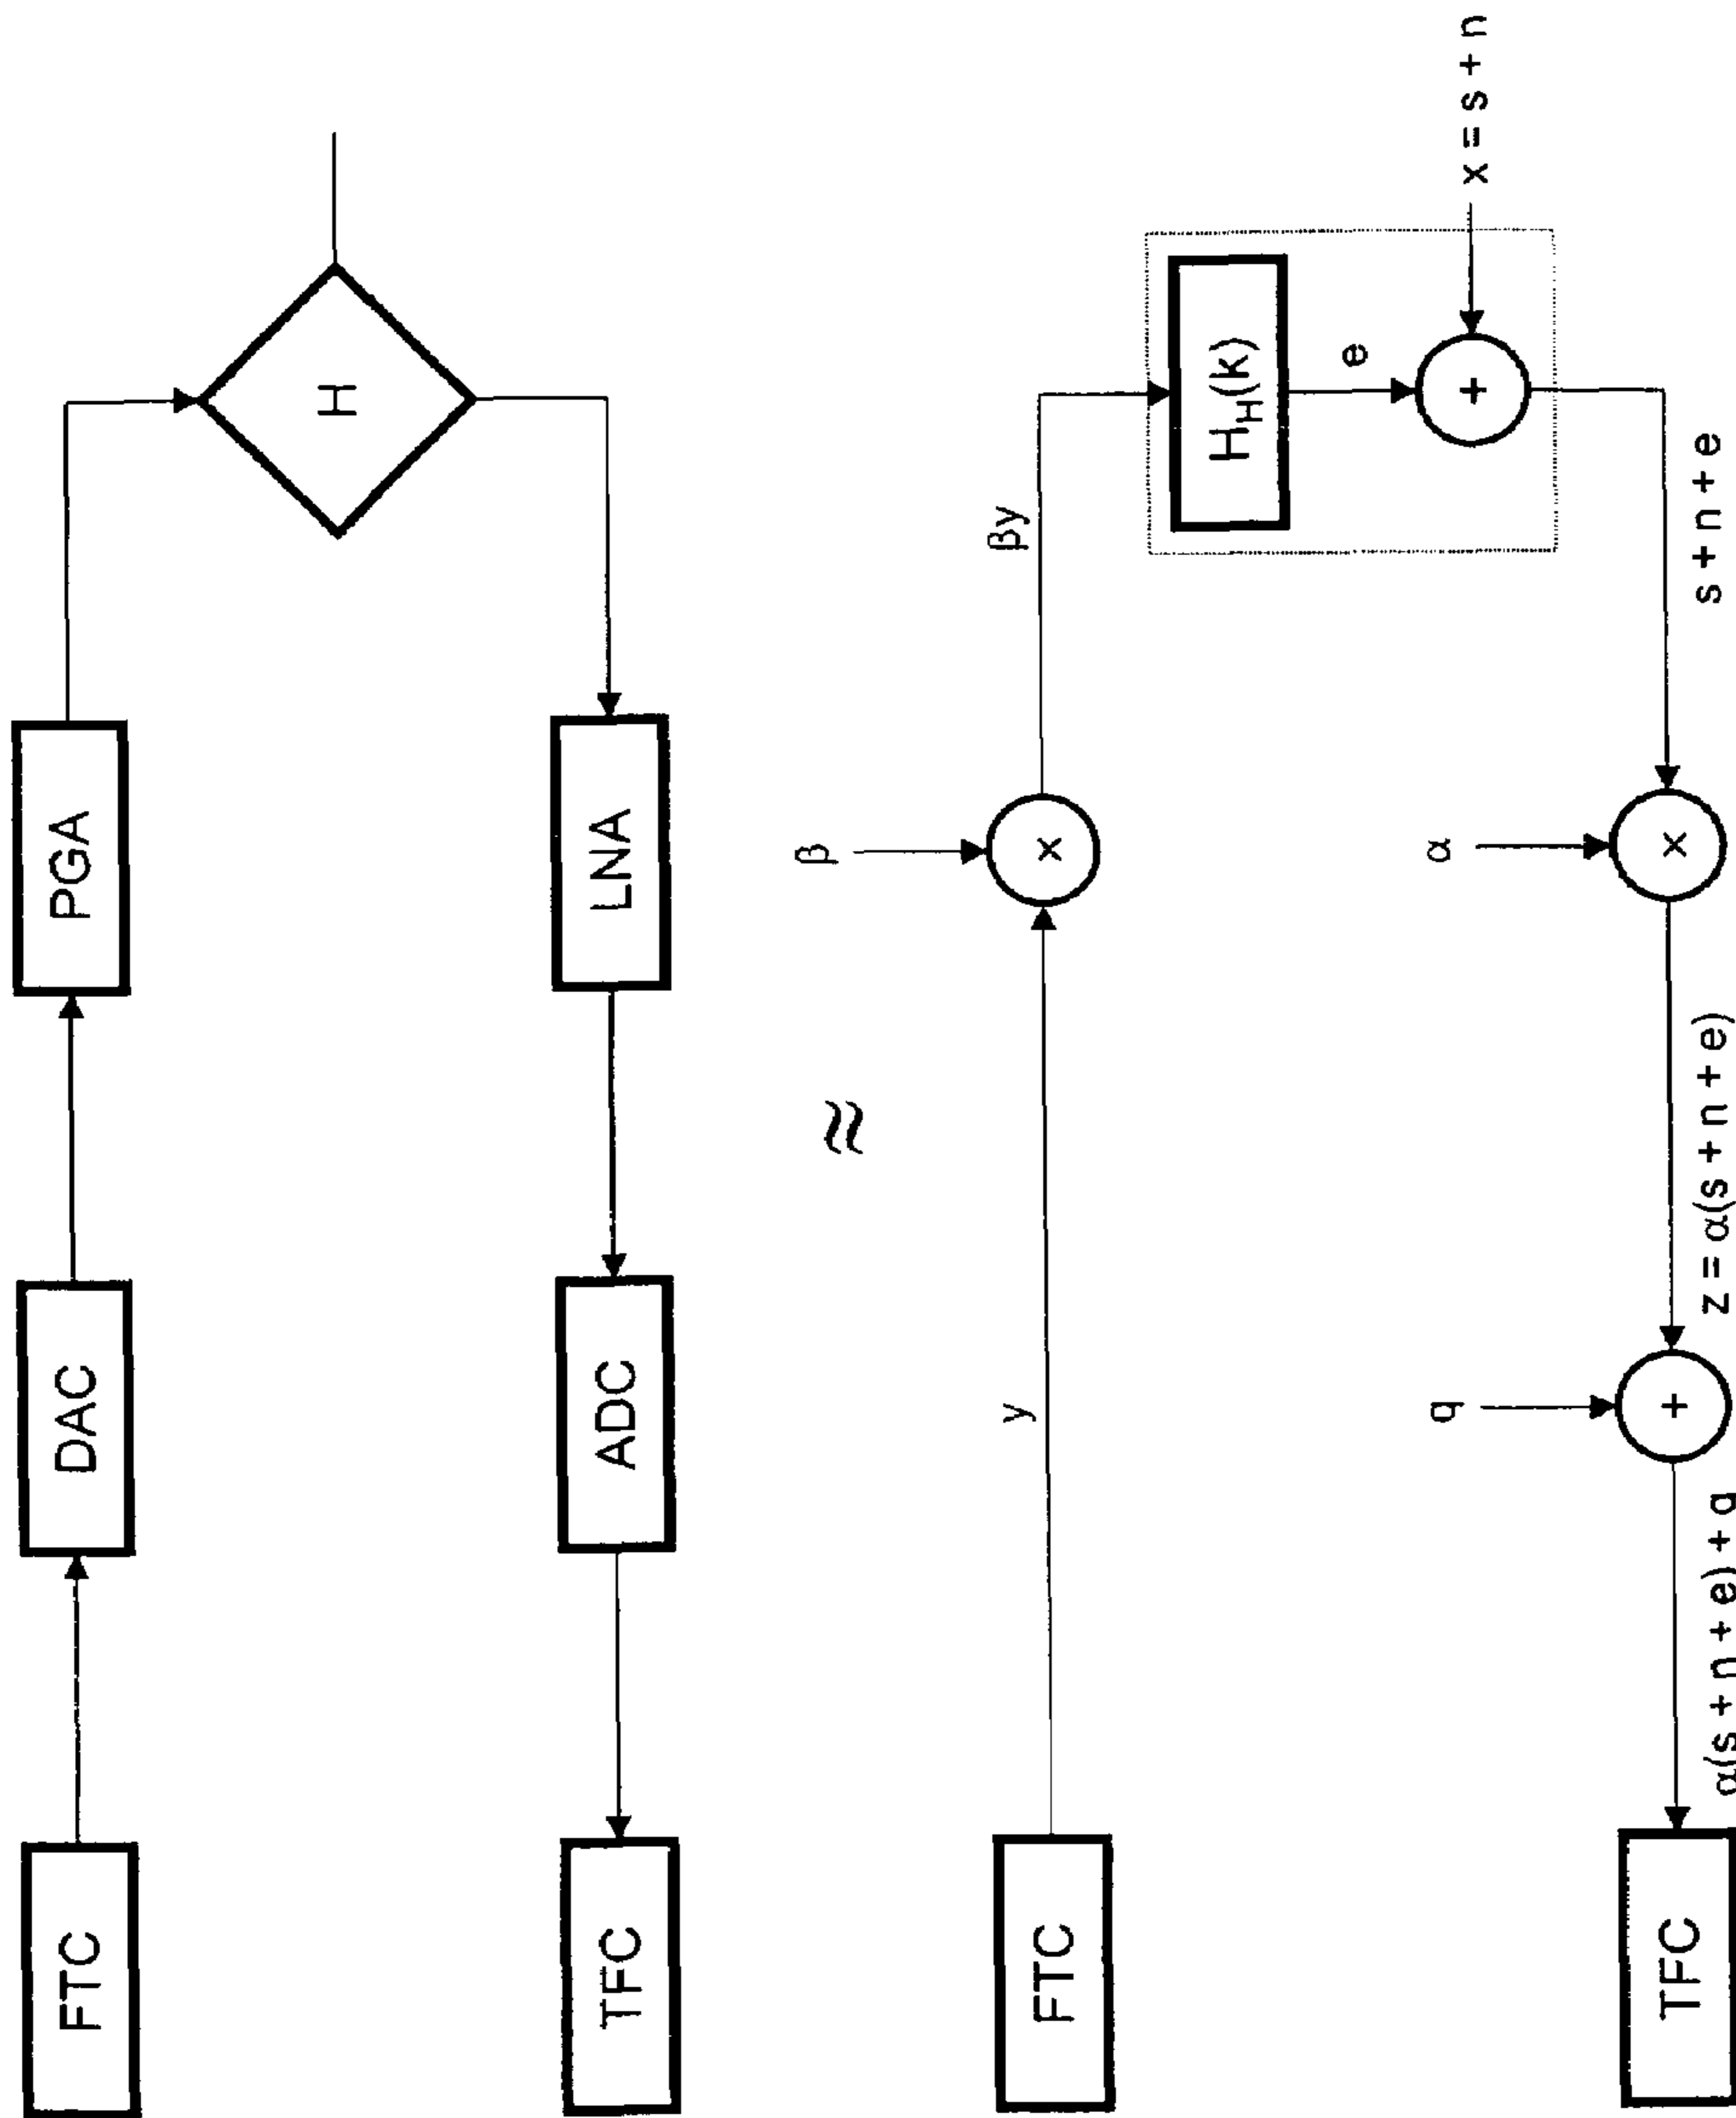 FTC
DAC
PGA
H
TFC
ADC
LNA
≈
FTC
y
β
×
βy
H_H(k)
e
+
x = s + n
s + n + e
α
×
z = α(s + n + e)
q
+
α(s + n + e) + q
TFC